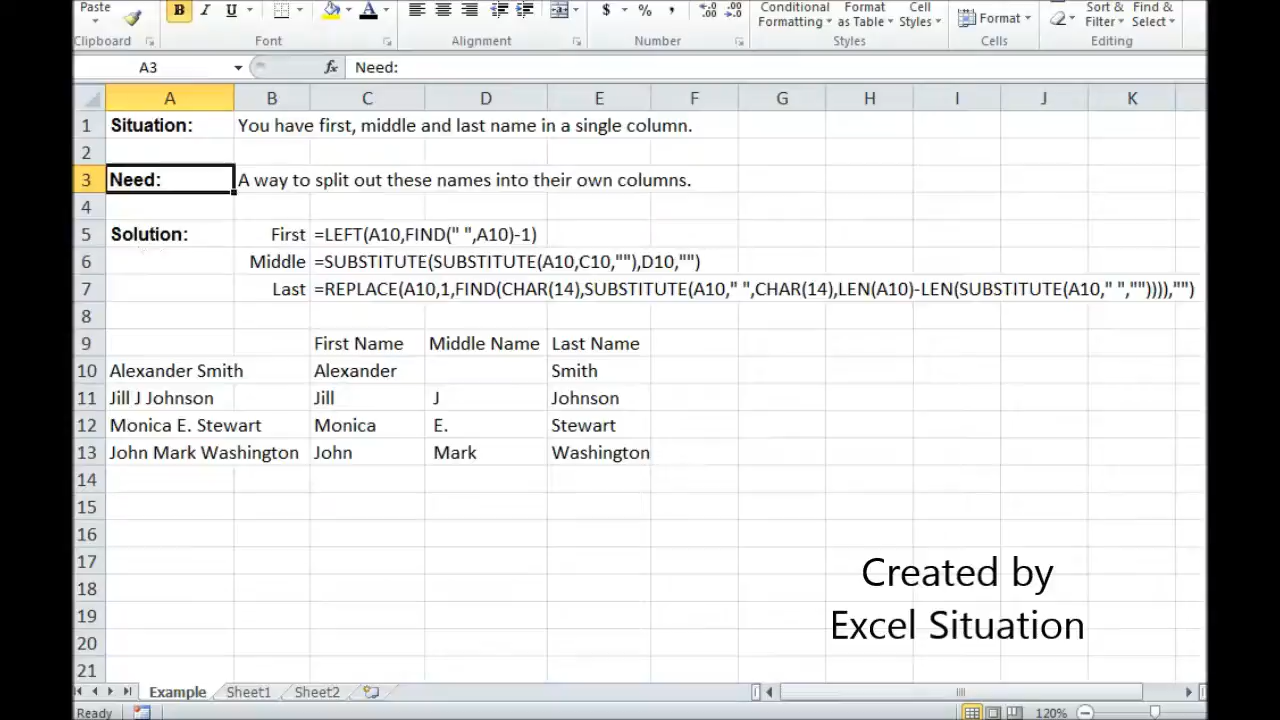 Paste
B I U
$ % ,
Conditional Formatting
Format as Table
Cell Styles
Format
Sort & Filter
Find & Select
Clipboard Font Alignment Number Styles Cells Editing
A3 fx Need:
A B C D E F G H I J K
1 Situation: You have first, middle and last name in a single column.
2
3 Need: A way to split out these names into their own columns.
4
5 Solution: First =LEFT(A10,FIND(" ",A10)-1)
6 Middle =SUBSTITUTE(SUBSTITUTE(A10,C10,""),D10,"")
7 Last =REPLACE(A10,1,FIND(CHAR(14),SUBSTITUTE(A10," ",CHAR(14),LEN(A10)-LEN(SUBSTITUTE(A10," ","")))),"")
8
9 First Name Middle Name Last Name
10 Alexander Smith Alexander Smith
11 Jill J Johnson Jill J Johnson
12 Monica E. Stewart Monica E. Stewart
13 John Mark Washington John Mark Washington
14
15
16
17
18
19
20
21
Created by
Excel Situation
Example Sheet1 Sheet2
Ready 120%